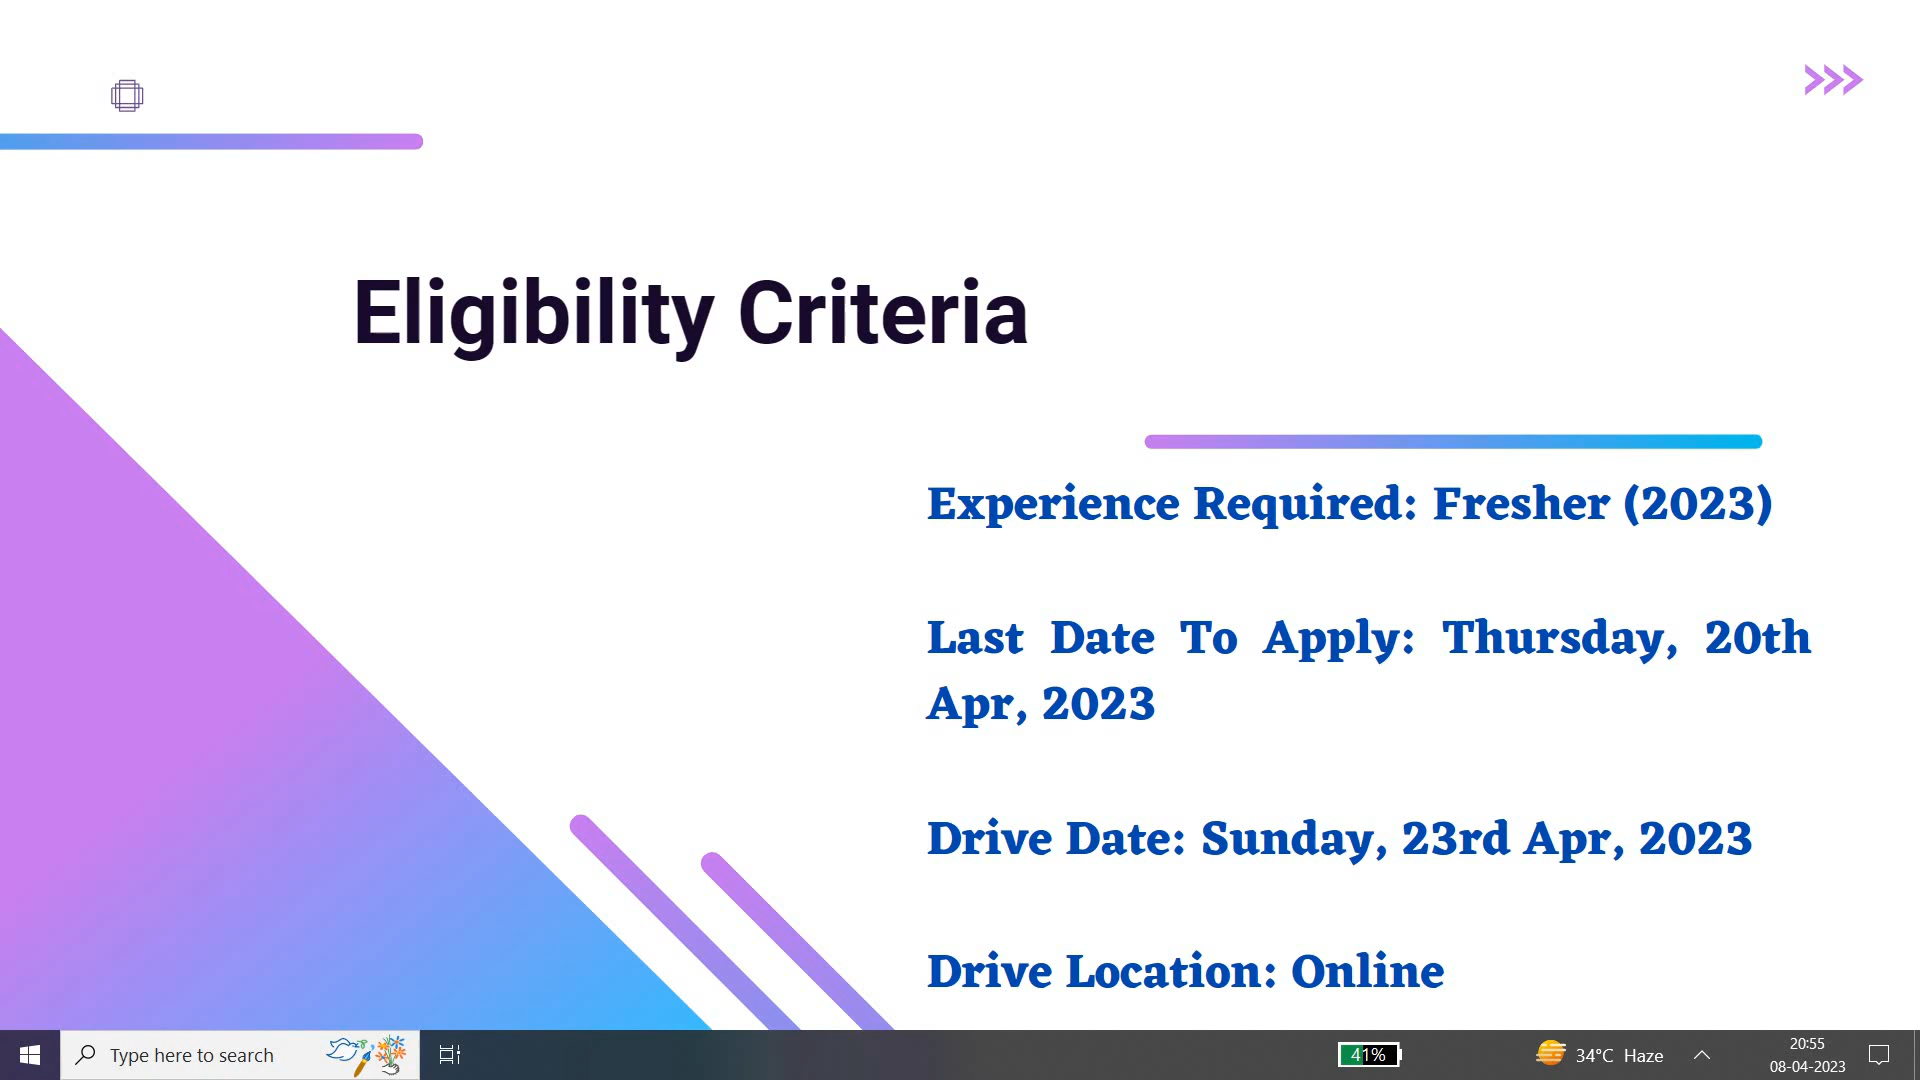 Eligibility Criteria
Experience Required: Fresher (2023)
Last Date To Apply: Thursday, 20th
Apr, 2023
Drive Date: Sunday, 23rd Apr, 2023
Drive Location: Online
Type here to search
41%
34°C Haze
20:55
08-04-2023